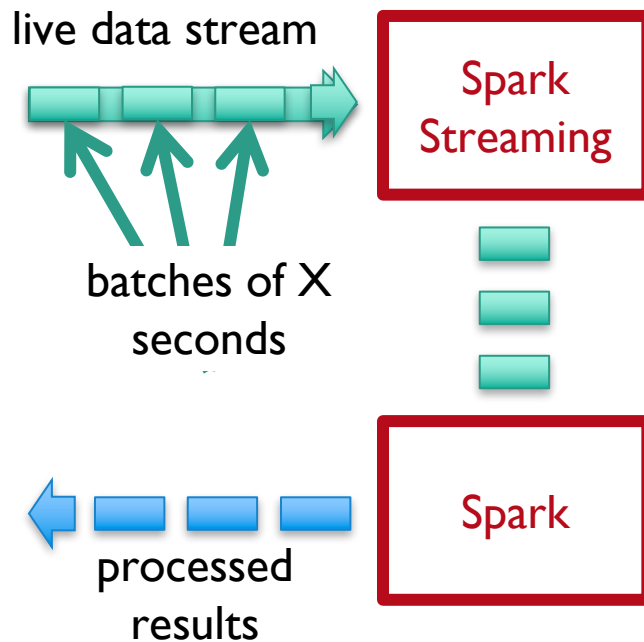 live data stream
Spark
Streaming
batches of X
seconds
Spark
processed
results